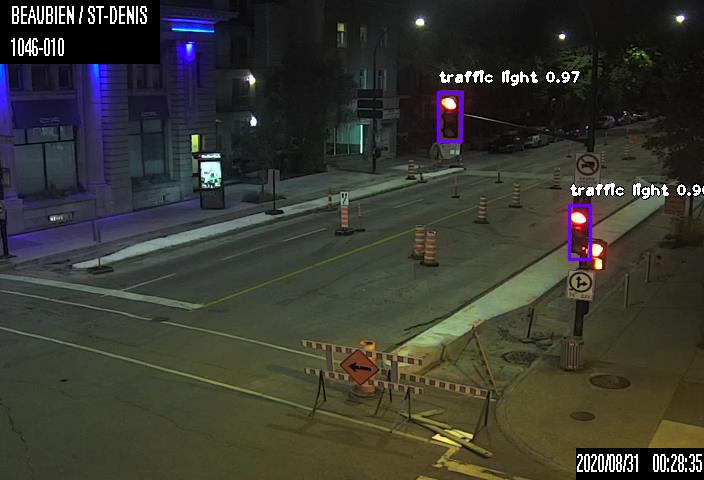 BEAUBIEN / ST-DENIS
1046-010
traffic light 0.97
traffic light 0.9
2020/08/31 00:28:35